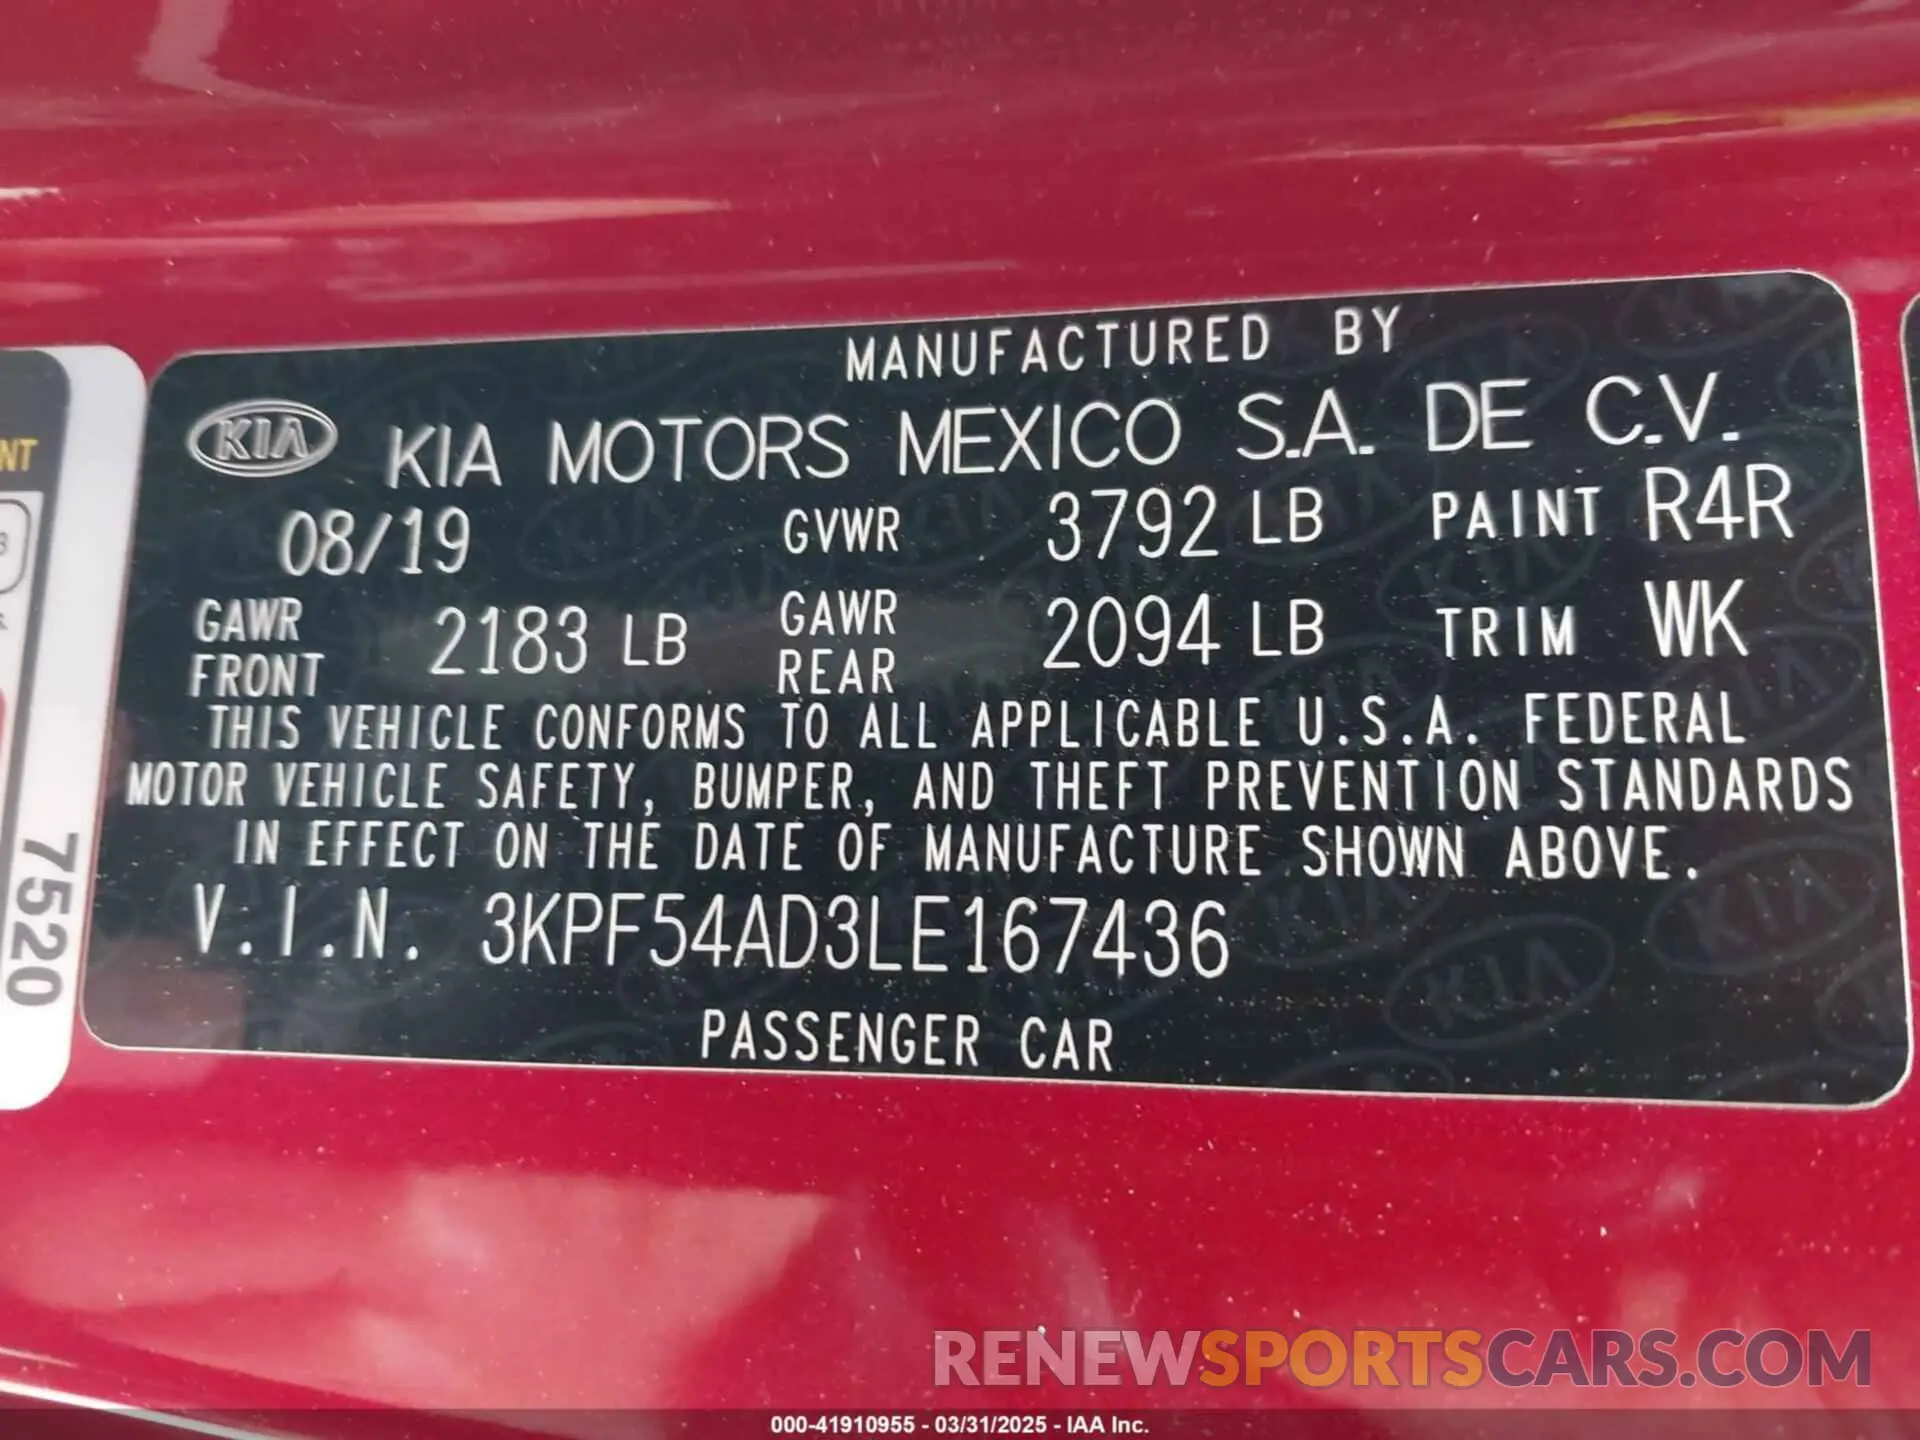 MANUFACTURED BY
KIA KIA MOTORS MEXICO S.A. DE C.V.
08/19 GVWR 3792 LB PAINT R4R
GAWR FRONT 2183 LB GAWR REAR 2094 LB TRIM WK
THIS VEHICLE CONFORMS TO ALL APPLICABLE U.S.A. FEDERAL
MOTOR VEHICLE SAFETY, BUMPER, AND THEFT PREVENTION STANDARDS
IN EFFECT ON THE DATE OF MANUFACTURE SHOWN ABOVE.
V.I.N. 3KPF54AD3LE167436
PASSENGER CAR
7520
RENEWSPORTSCARS.COM
000-41910955 - 03/31/2025 - IAA Inc.